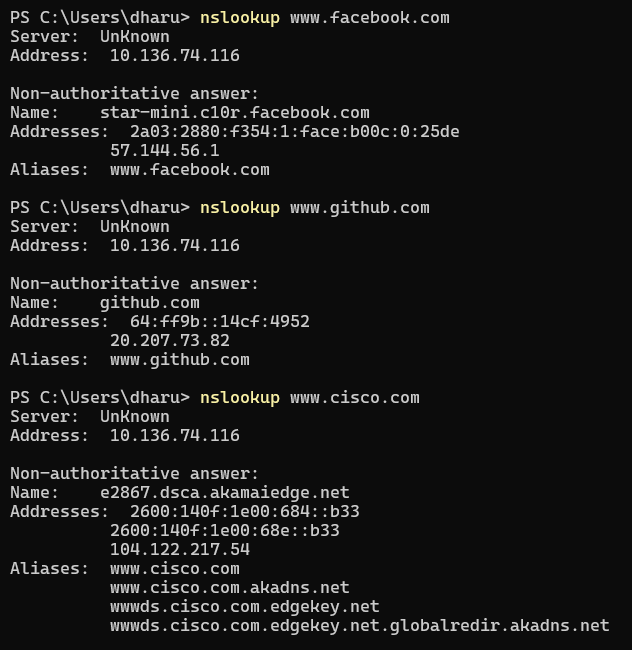 PS C:\Users\dharu> nslookup www.facebook.com
Server:  UnKnown
Address:  10.136.74.116
Non-authoritative answer:
Name:    star-mini.c10r.facebook.com
Addresses:  2a03:2880:f354:1:face:b00c:0:25de
          57.144.56.1
Aliases:  www.facebook.com
PS C:\Users\dharu> nslookup www.github.com
Server:  UnKnown
Address:  10.136.74.116
Non-authoritative answer:
Name:    github.com
Addresses:  64:ff9b::14cf:4952
          20.207.73.82
Aliases:  www.github.com
PS C:\Users\dharu> nslookup www.cisco.com
Server:  UnKnown
Address:  10.136.74.116
Non-authoritative answer:
Name:    e2867.dsca.akamaiedge.net
Addresses:  2600:140f:1e00:684::b33
          2600:140f:1e00:68e::b33
          104.122.217.54
Aliases:  www.cisco.com
          www.cisco.com.akadns.net
          wwwds.cisco.com.edgekey.net
          wwwds.cisco.com.edgekey.net.globalredir.akadns.net